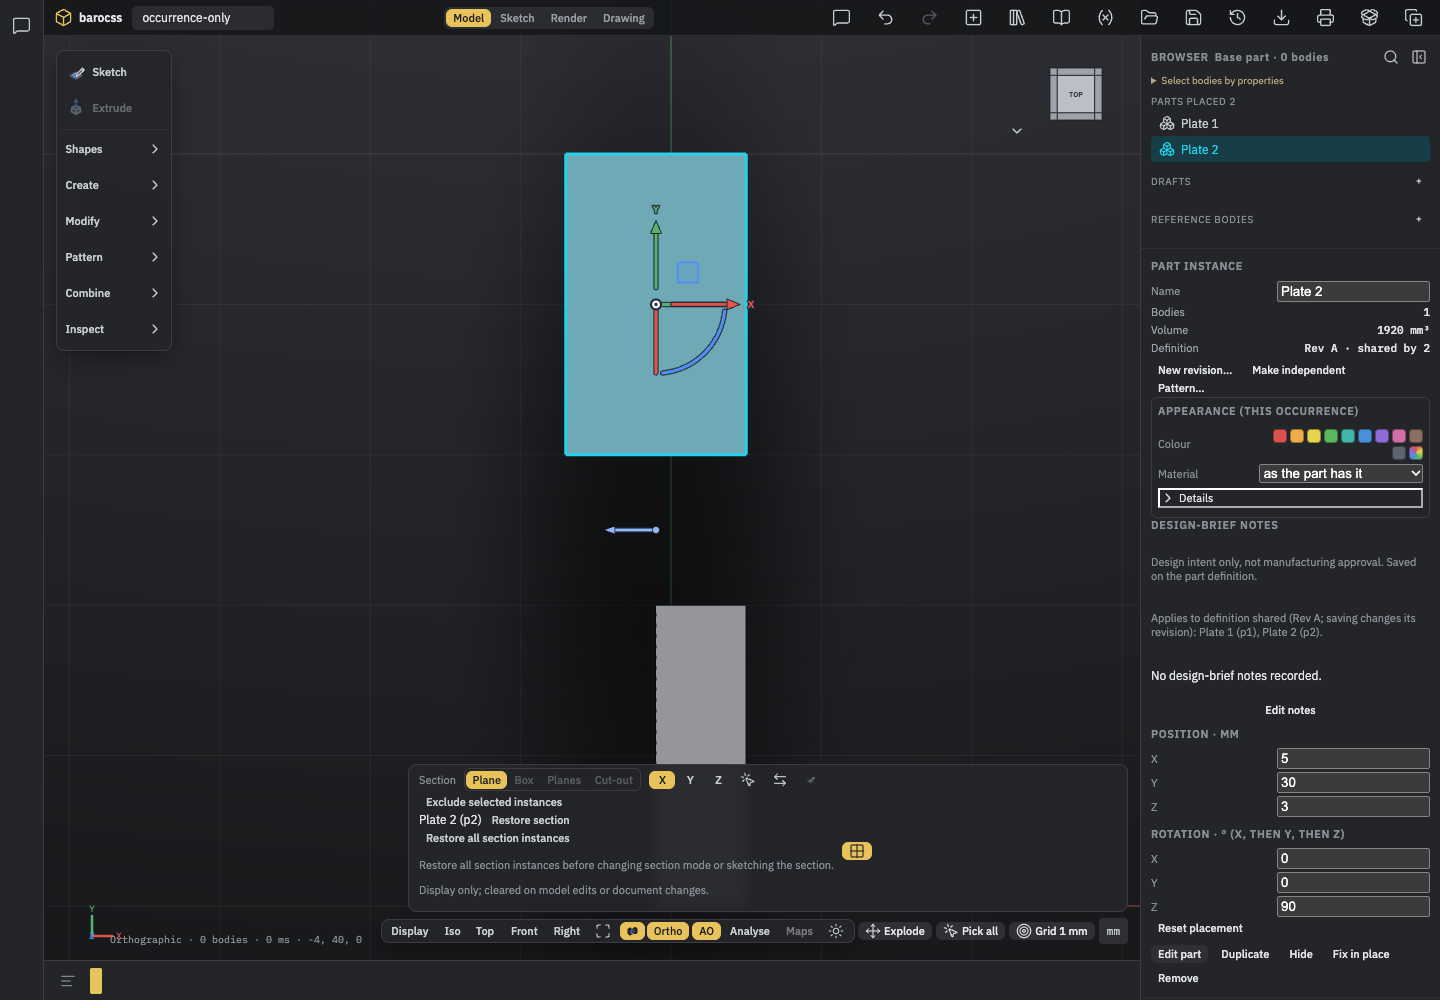 barocss
occurrence-only
Model Sketch Render Drawing
Sketch
Extrude
Shapes
Create
Modify
Pattern
Combine
Inspect
TOP
Y
X
BROWSER Base part · 0 bodies
Select bodies by properties
PARTS PLACED 2
Plate 1
Plate 2
DRAFTS +
REFERENCE BODIES +
PART INSTANCE
Name Plate 2
Bodies 1
Volume 1920 mm³
Definition Rev A · shared by 2
New revision... Make independent
Pattern...
APPEARANCE (THIS OCCURRENCE)
Colour
Material as the part has it
Details
DESIGN-BRIEF NOTES
Design intent only, not manufacturing approval. Saved
on the part definition.
Applies to definition shared (Rev A; saving changes its
revision): Plate 1 (p1), Plate 2 (p2).
No design-brief notes recorded.
Edit notes
POSITION · MM
X 5
Y 30
Z 3
ROTATION · ° (X, THEN Y, THEN Z)
X 0
Y 0
Z 90
Reset placement
Edit part Duplicate Hide Fix in place
Remove
Section Plane Box Planes Cut-out X Y Z
Exclude selected instances
Plate 2 (p2) Restore section
Restore all section instances
Restore all section instances before changing section mode or sketching the section.
Display only; cleared on model edits or document changes.
Y
Z X
Orthographic · 0 bodies · 0 ms · -4, 40, 0
Display Iso Top Front Right Ortho AO Analyse Maps Explode Pick all Grid 1 mm mm